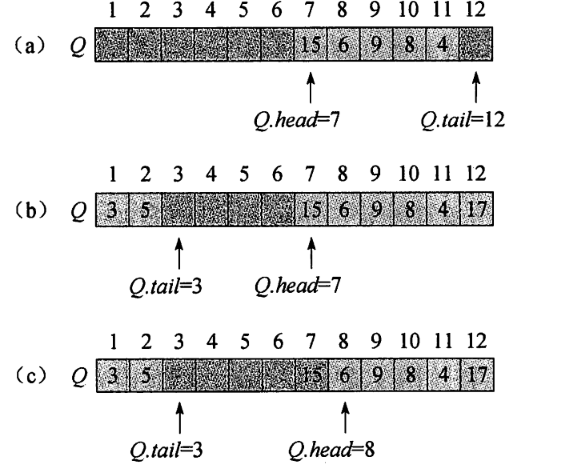 1 2 3 4 5 6 7 8 9 10 11 12
(a) Q 15 6 9 8 4
Q.head=7 Q.tail=12
1 2 3 4 5 6 7 8 9 10 11 12
(b) Q 3 5 15 6 9 8 4 17
Q.tail=3 Q.head=7
1 2 3 4 5 6 7 8 9 10 11 12
(c) Q 3 5 15 6 9 8 4 17
Q.tail=3 Q.head=8